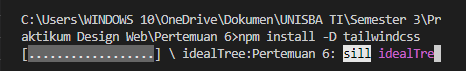 C:\Users\WINDOWS 10\OneDrive\Dokumen\UNISBA TI\Semester 3\Pr
aktikum Design Web\Pertemuan 6>npm install -D tailwindcss
[..................] \ idealTree:Pertemuan 6: sill idealTre